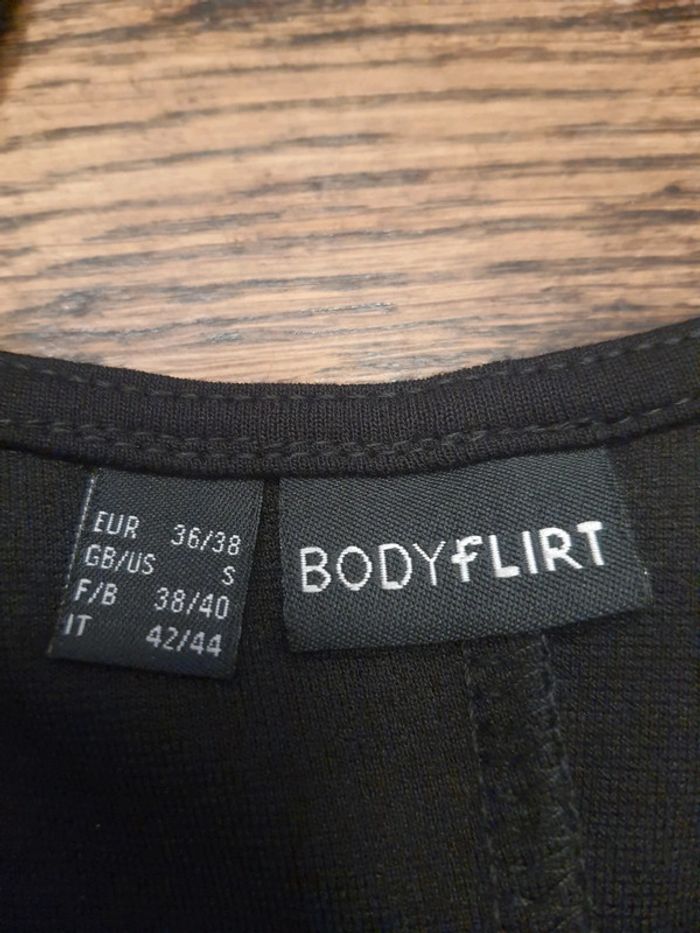 EUR 36/38
GB/US S
F/B 38/40
IT 42/44
BODYFLIRT